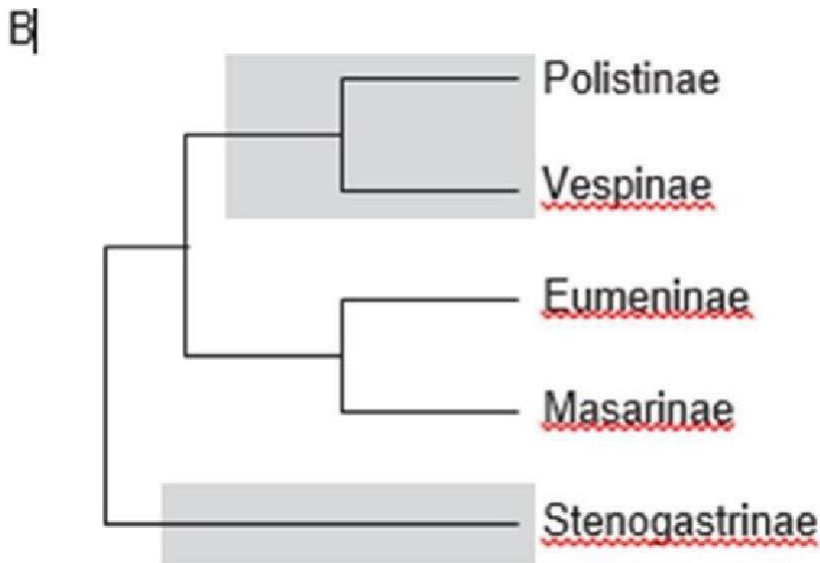 B
Polistinae
Vespinae
Eumeninae
Masarinae
Stenogastrinae